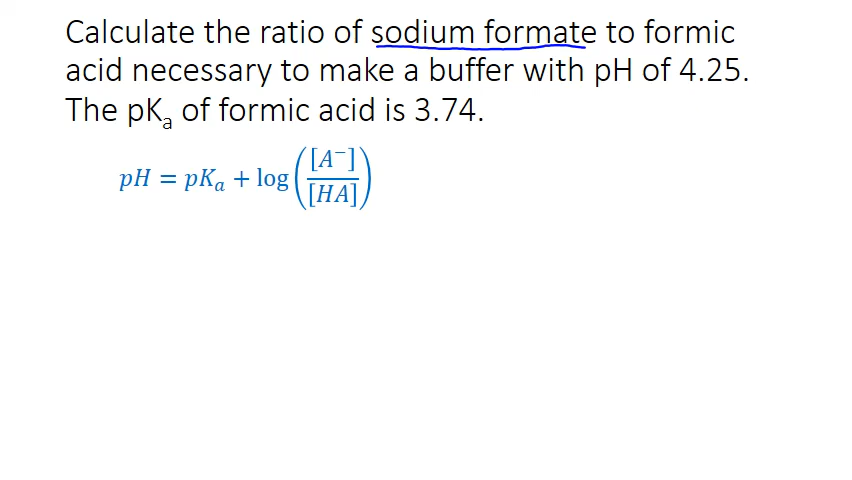 Calculate the ratio of sodium formate to formic
acid necessary to make a buffer with pH of 4.25.
The pKₐ of formic acid is 3.74.
pH = pKₐ + log([A⁻]/[HA])